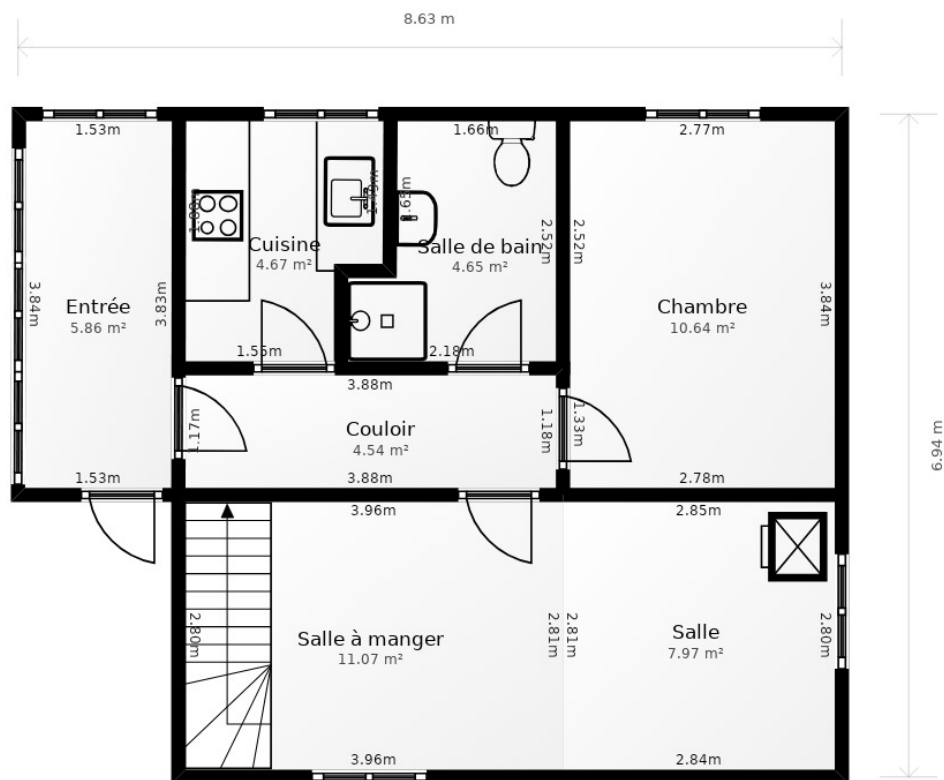 8.63 m
1.53m
1.66m
2.77m
2.52m
2.52m
Cuisine
4.67 m²
Salle de bain
4.65 m²
3.84m
Entrée
5.86 m²
3.83m
Chambre
10.64 m²
3.84m
1.55m
2.18m
3.88m
1.17m
Couloir
4.54 m²
1.18m
1.33m
6.94 m
1.53m
3.88m
2.78m
3.96m
2.85m
2.80m
Salle à manger
11.07 m²
2.81m
2.81m
Salle
7.97 m²
2.80m
3.96m
2.84m